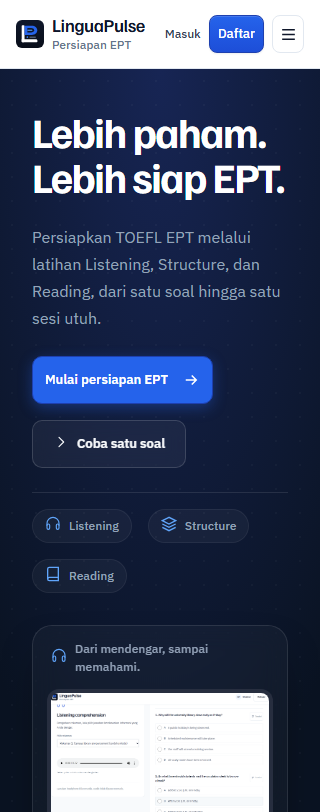 LinguaPulse
Persiapan EPT
Masuk
Daftar
Lebih paham.
Lebih siap EPT.
Persiapkan TOEFL EPT melalui
latihan Listening, Structure, dan
Reading, dari satu soal hingga satu
sesi utuh.
Mulai persiapan EPT
Coba satu soal
Listening
Structure
Reading
Dari mendengar, sampai
memahami.
LinguaPulse
Listening Comprehension